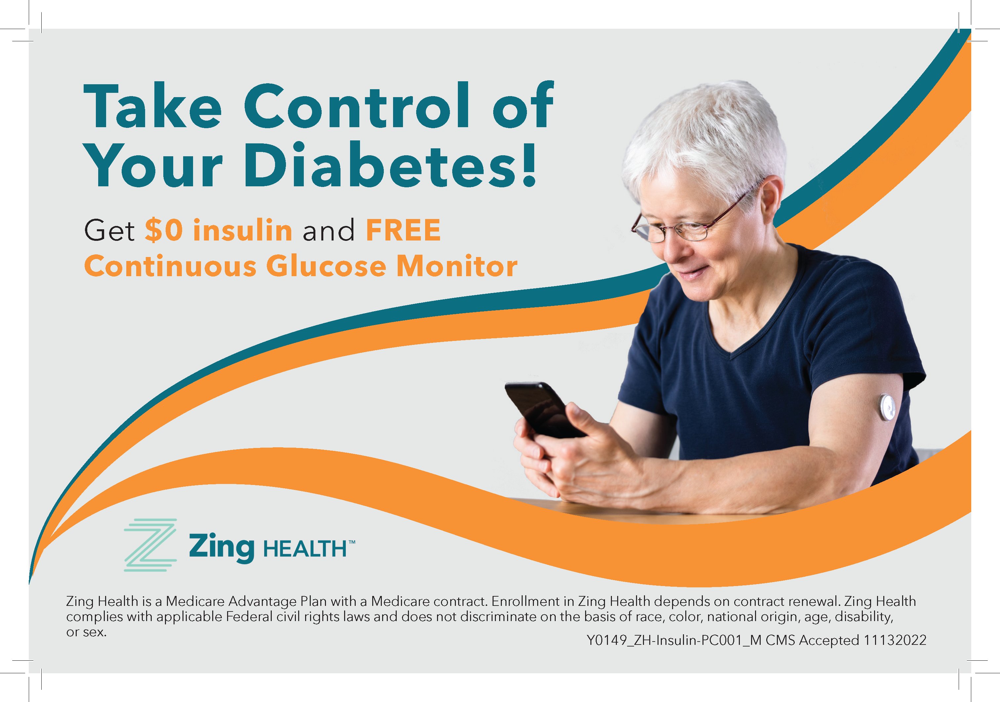 Take Control of
Your Diabetes!
Get $0 insulin and FREE
Continuous Glucose Monitor
Zing HEALTH™
Zing Health is a Medicare Advantage Plan with a Medicare contract. Enrollment in Zing Health depends on contract renewal. Zing Health
complies with applicable Federal civil rights laws and does not discriminate on the basis of race, color, national origin, age, disability,
or sex.
Y0149_ZH-Insulin-PC001_M CMS Accepted 11132022